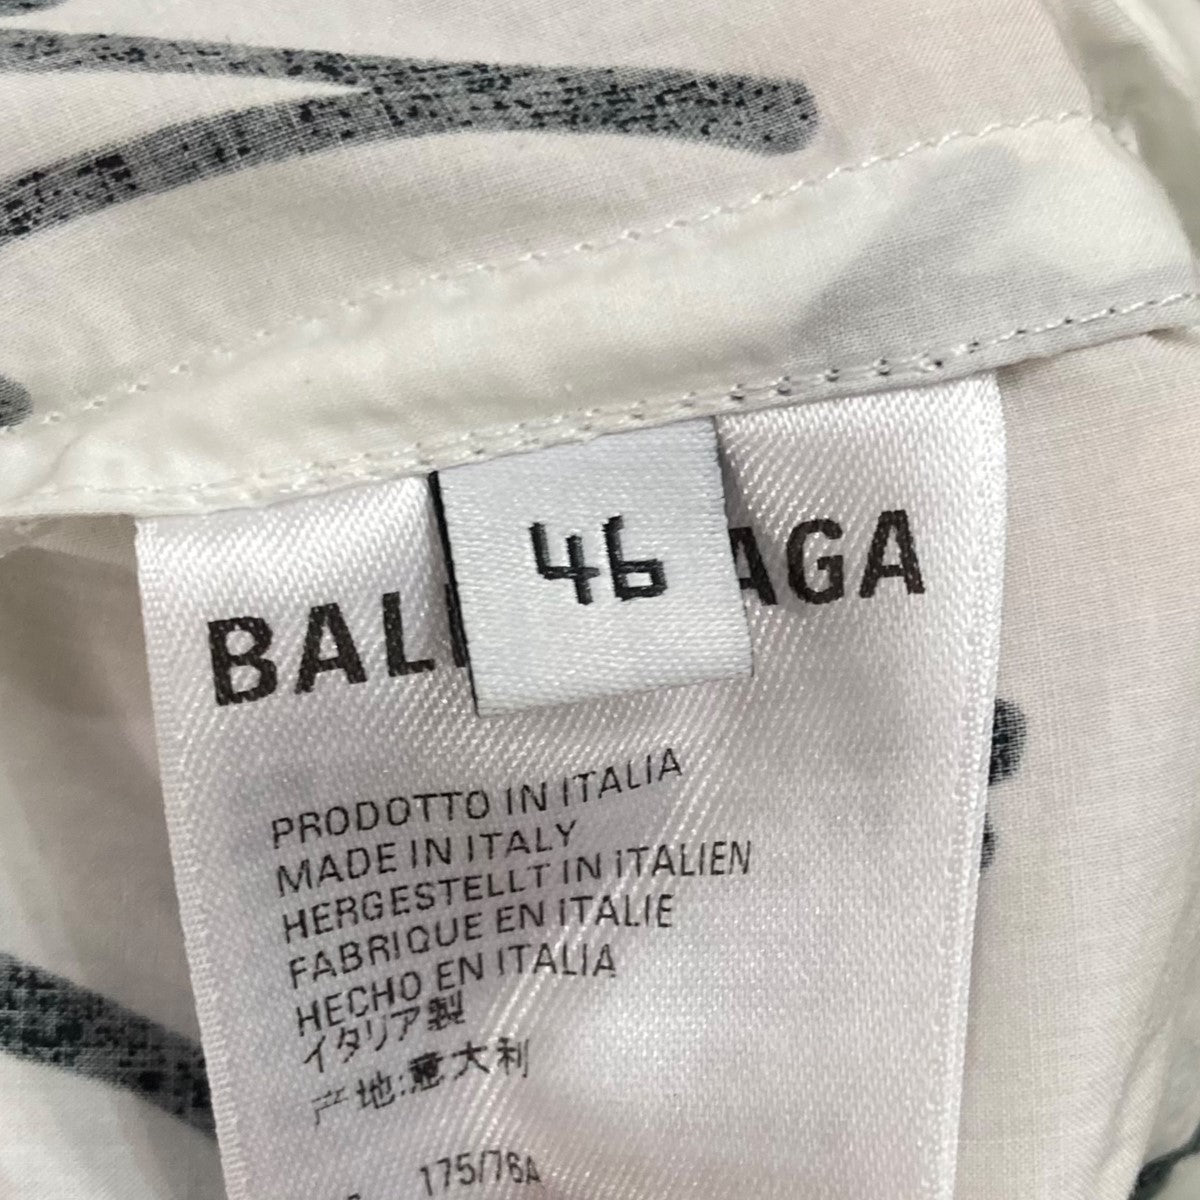 46
BAL AGA
PRODOTTO IN ITALIA
MADE IN ITALY
HERGESTELLT IN ITALIEN
FABRIQUE EN ITALIE
HECHO EN ITALIA
イタリア製
产地:意大利
175/76A